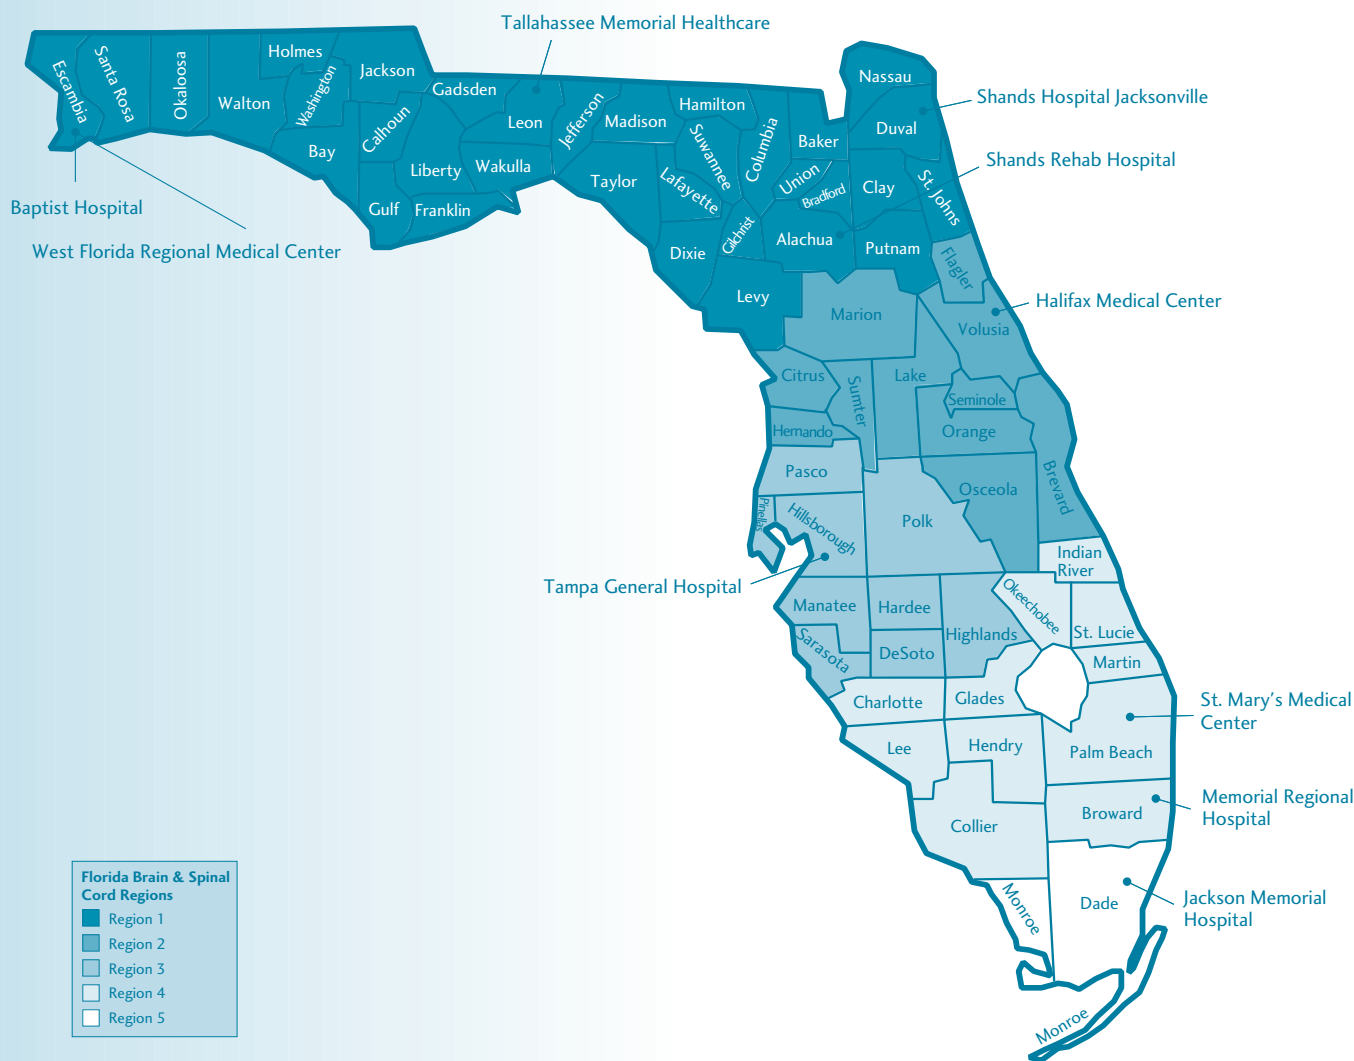 Tallahassee Memorial Healthcare
Holmes
Jackson
Escambia
Santa Rosa
Okaloosa
Walton
Washington
Gadsden
Nassau
Shands Hospital Jacksonville
Calhoun
Leon
Jefferson
Madison
Hamilton
Suwannee
Columbia
Baker
Duval
Bay
Liberty
Wakulla
Taylor
Lafayette
Union
Bradford
Clay
St. Johns
Shands Rehab Hospital
Baptist Hospital
Gulf
Franklin
West Florida Regional Medical Center
Dixie
Gilchrist
Alachua
Putnam
Flagler
Levy
Marion
Volusia
Halifax Medical Center
Citrus
Sumter
Lake
Seminole
Hernando
Orange
Pasco
Osceola
Brevard
Pinellas
Hillsborough
Polk
Tampa General Hospital
Indian
River
Manatee
Hardee
Highlands
Okeechobee
St. Lucie
Sarasota
DeSoto
Martin
Charlotte
Glades
St. Mary's Medical
Center
Lee
Hendry
Palm Beach
Memorial Regional
Hospital
Collier
Broward
Monroe
Dade
Jackson Memorial
Hospital
Monroe
Florida Brain & Spinal
Cord Regions
Region 1
Region 2
Region 3
Region 4
Region 5